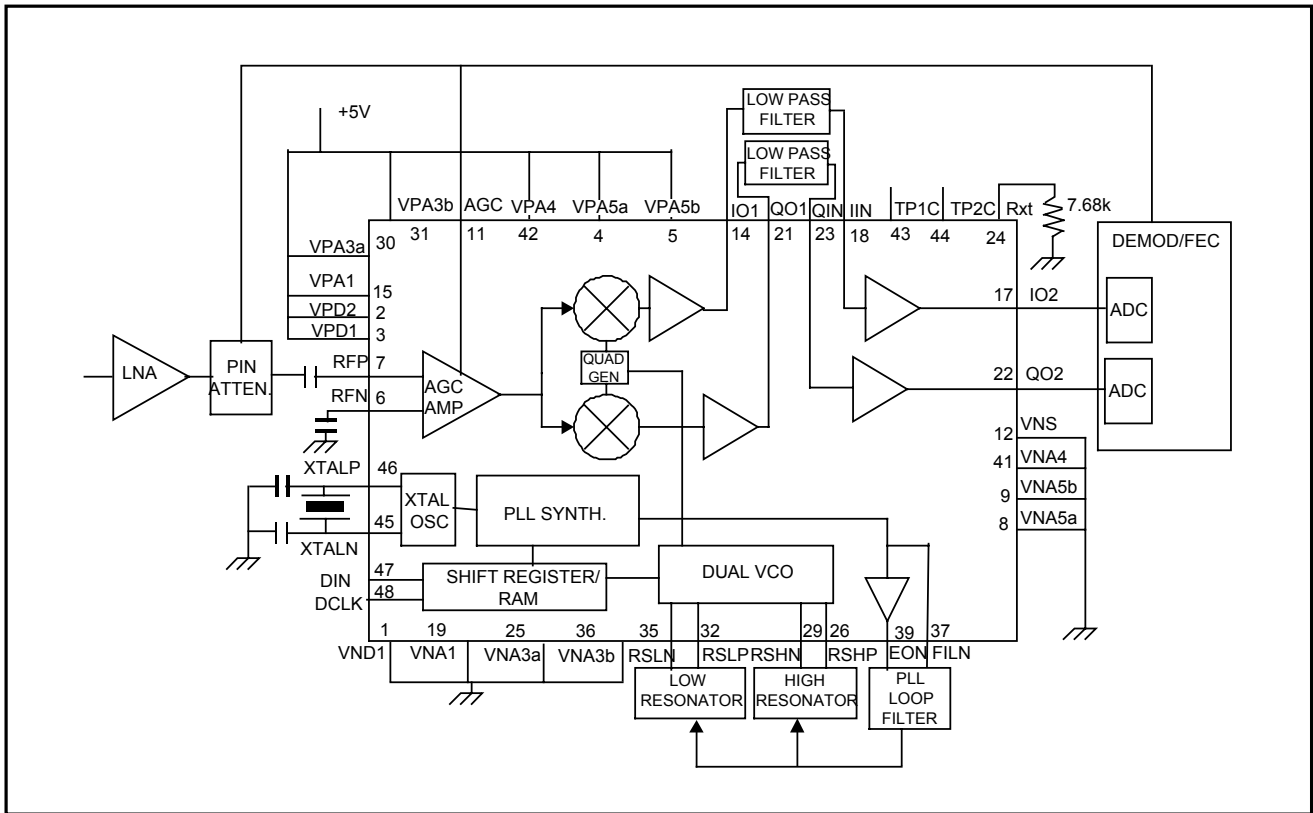 LOW PASS
FILTER
+5V
LOW PASS
FILTER
VPA3b AGC VPA4 VPA5a VPA5b IO1 QO1 QIN IIN TP1C TP2C Rxt 7.68k
31 11 42 4 5 14 21 23 18 43 44 24
DEMOD/FEC
VPA3a 30
VPA1 15
VPD2 2
VPD1 3
17 IO2
ADC
LNA
PIN
ATTEN.
RFP 7
RFN 6
AGC
AMP
QUAD
GEN
22 QO2
ADC
12 VNS
41 VNA4
9 VNA5b
8 VNA5a
XTALP 46
45
XTALN
XTAL
OSC
PLL SYNTH.
DIN 47
DCLK 48
SHIFT REGISTER/
RAM
DUAL VCO
1 19 25 36 35 32 29 26 39 37
VND1 VNA1 VNA3a VNA3b RSLN RSLP RSHN RSHP EON FILN
LOW
RESONATOR
HIGH
RESONATOR
PLL
LOOP
FILTER